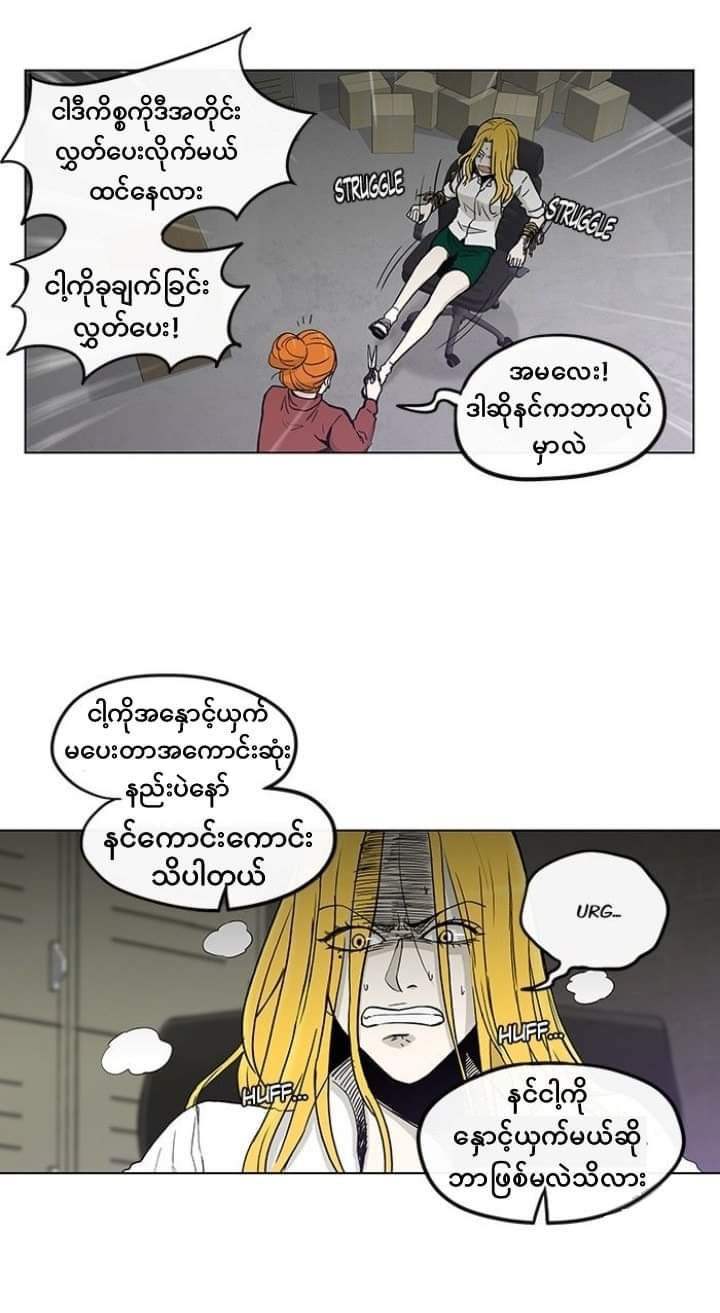 ငါဒီကိစ္စကိုဒီအတိုင်း
လွှတ်ပေးလိုက်မယ်
ထင်နေလား
ငါ့ကိုခုချက်ခြင်း
လွှတ်ပေး!
STRUGGLE
STRUGGLE
အမလေး!
ဒါဆိုနင်ကဘာလုပ်
မှာလဲ
ငါ့ကိုအနှောင့်ယှက်
မပေးတာအကောင်းဆုံး
နည်းပဲနော်
နင်ကောင်းကောင်း
သိပါတယ်
URG...
HUFF...
HUFF...
နင်ငါ့ကို
နှောင့်ယှက်မယ်ဆို
ဘာဖြစ်မလဲသိလား